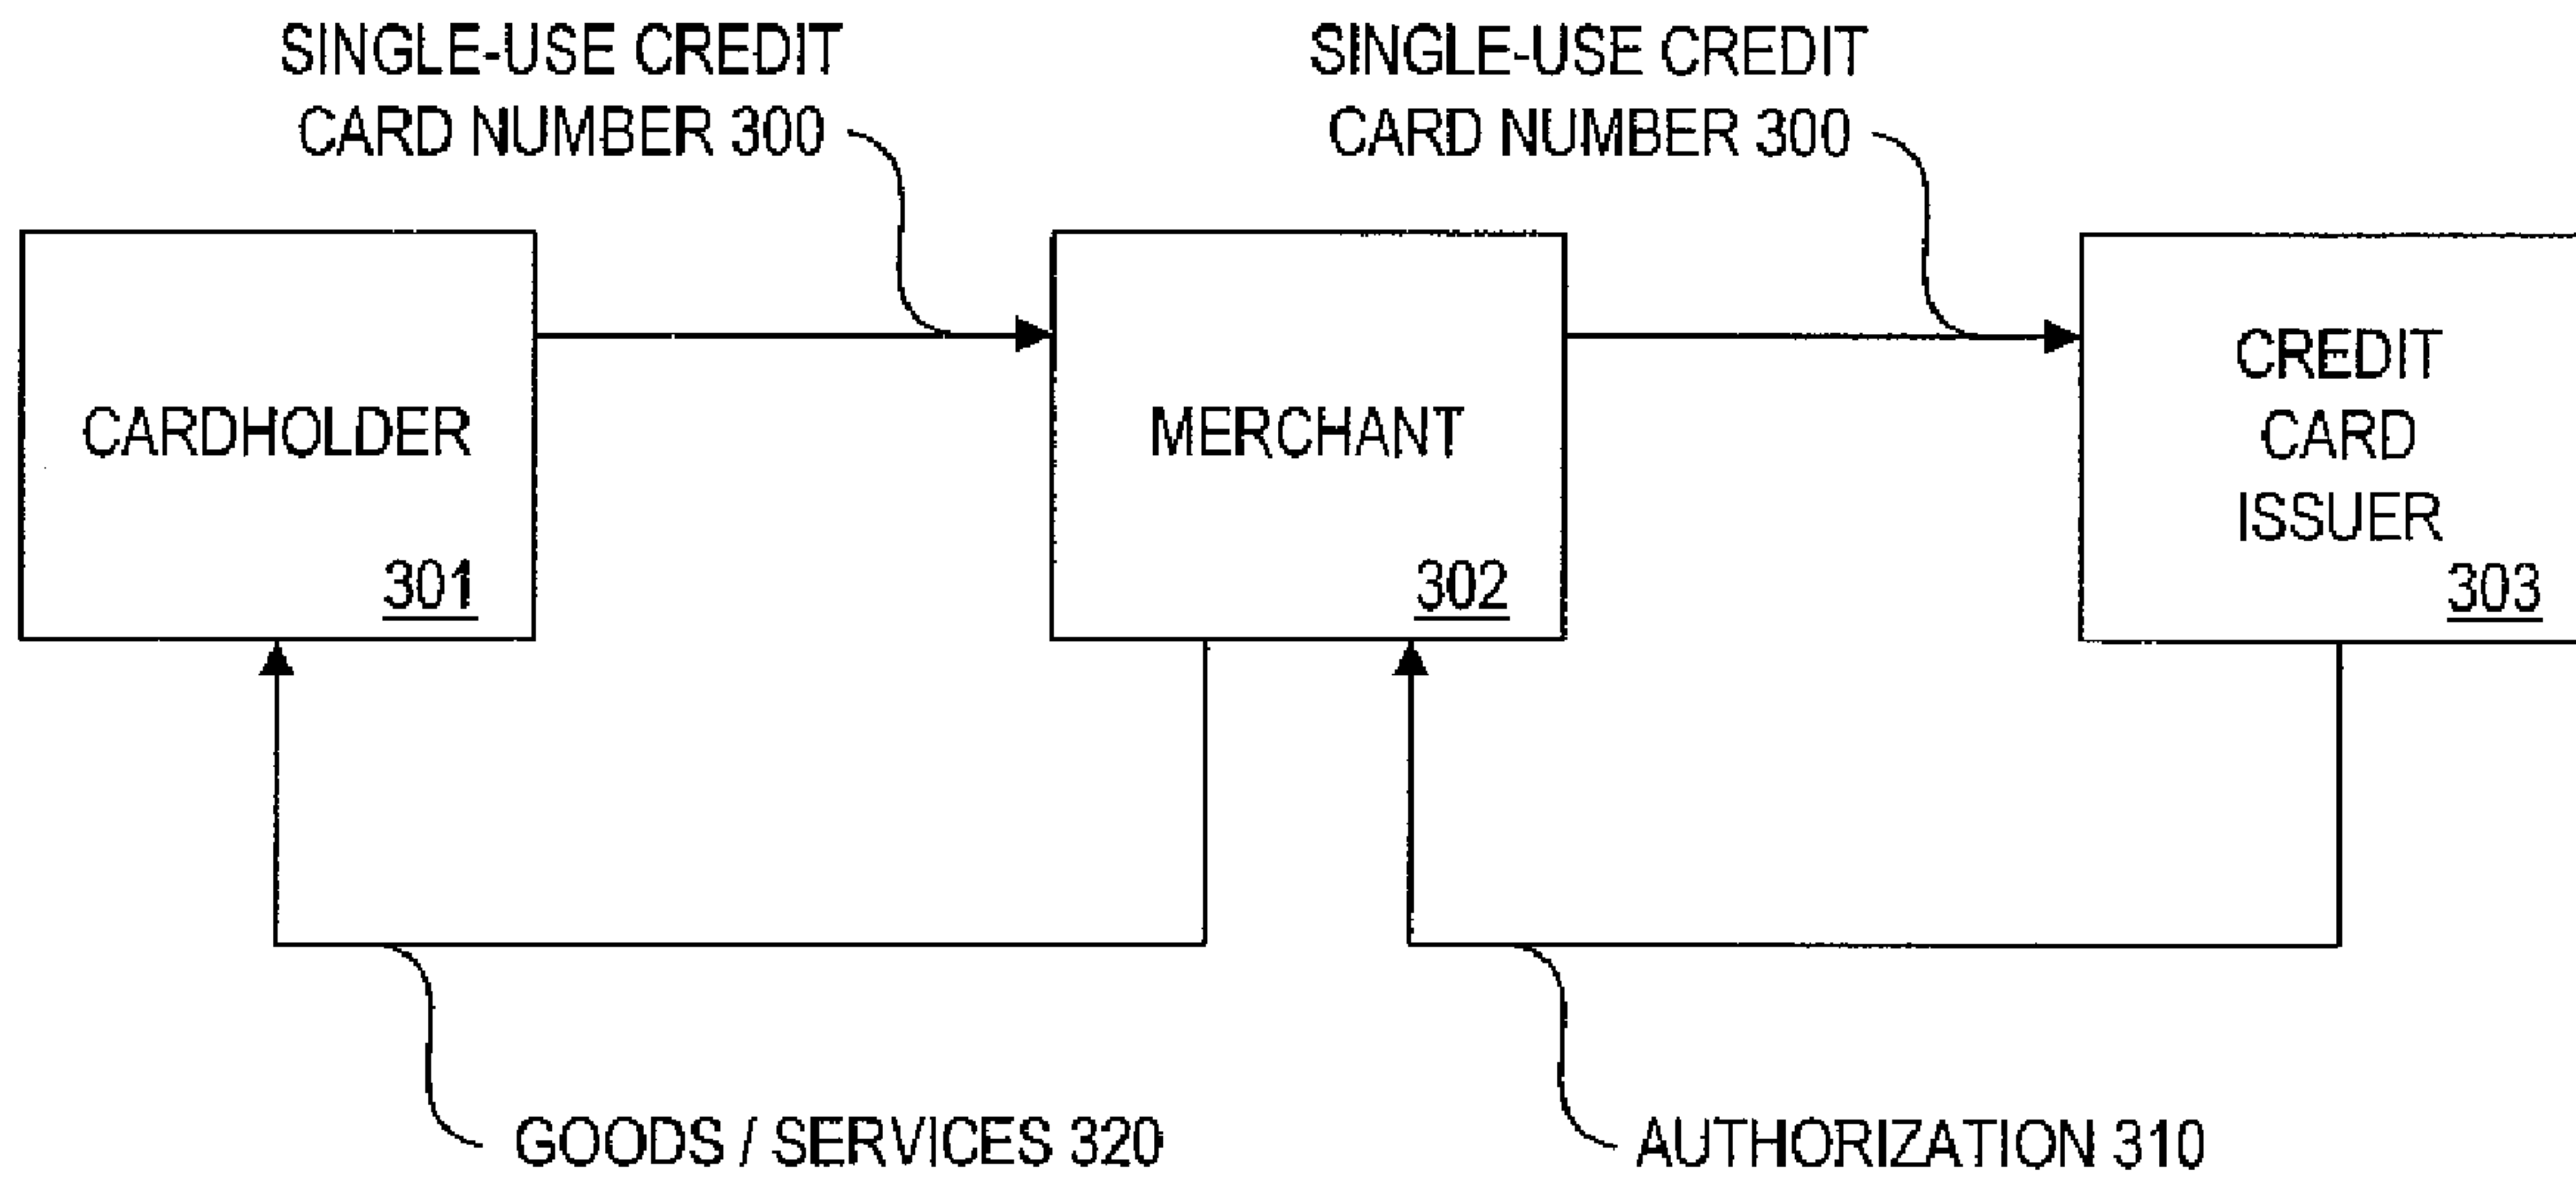 SINGLE-USE CREDIT
CARD NUMBER 300
SINGLE-USE CREDIT
CARD NUMBER 300
CARDHOLDER
301
MERCHANT
302
CREDIT
CARD
ISSUER
303
GOODS / SERVICES 320
AUTHORIZATION 310